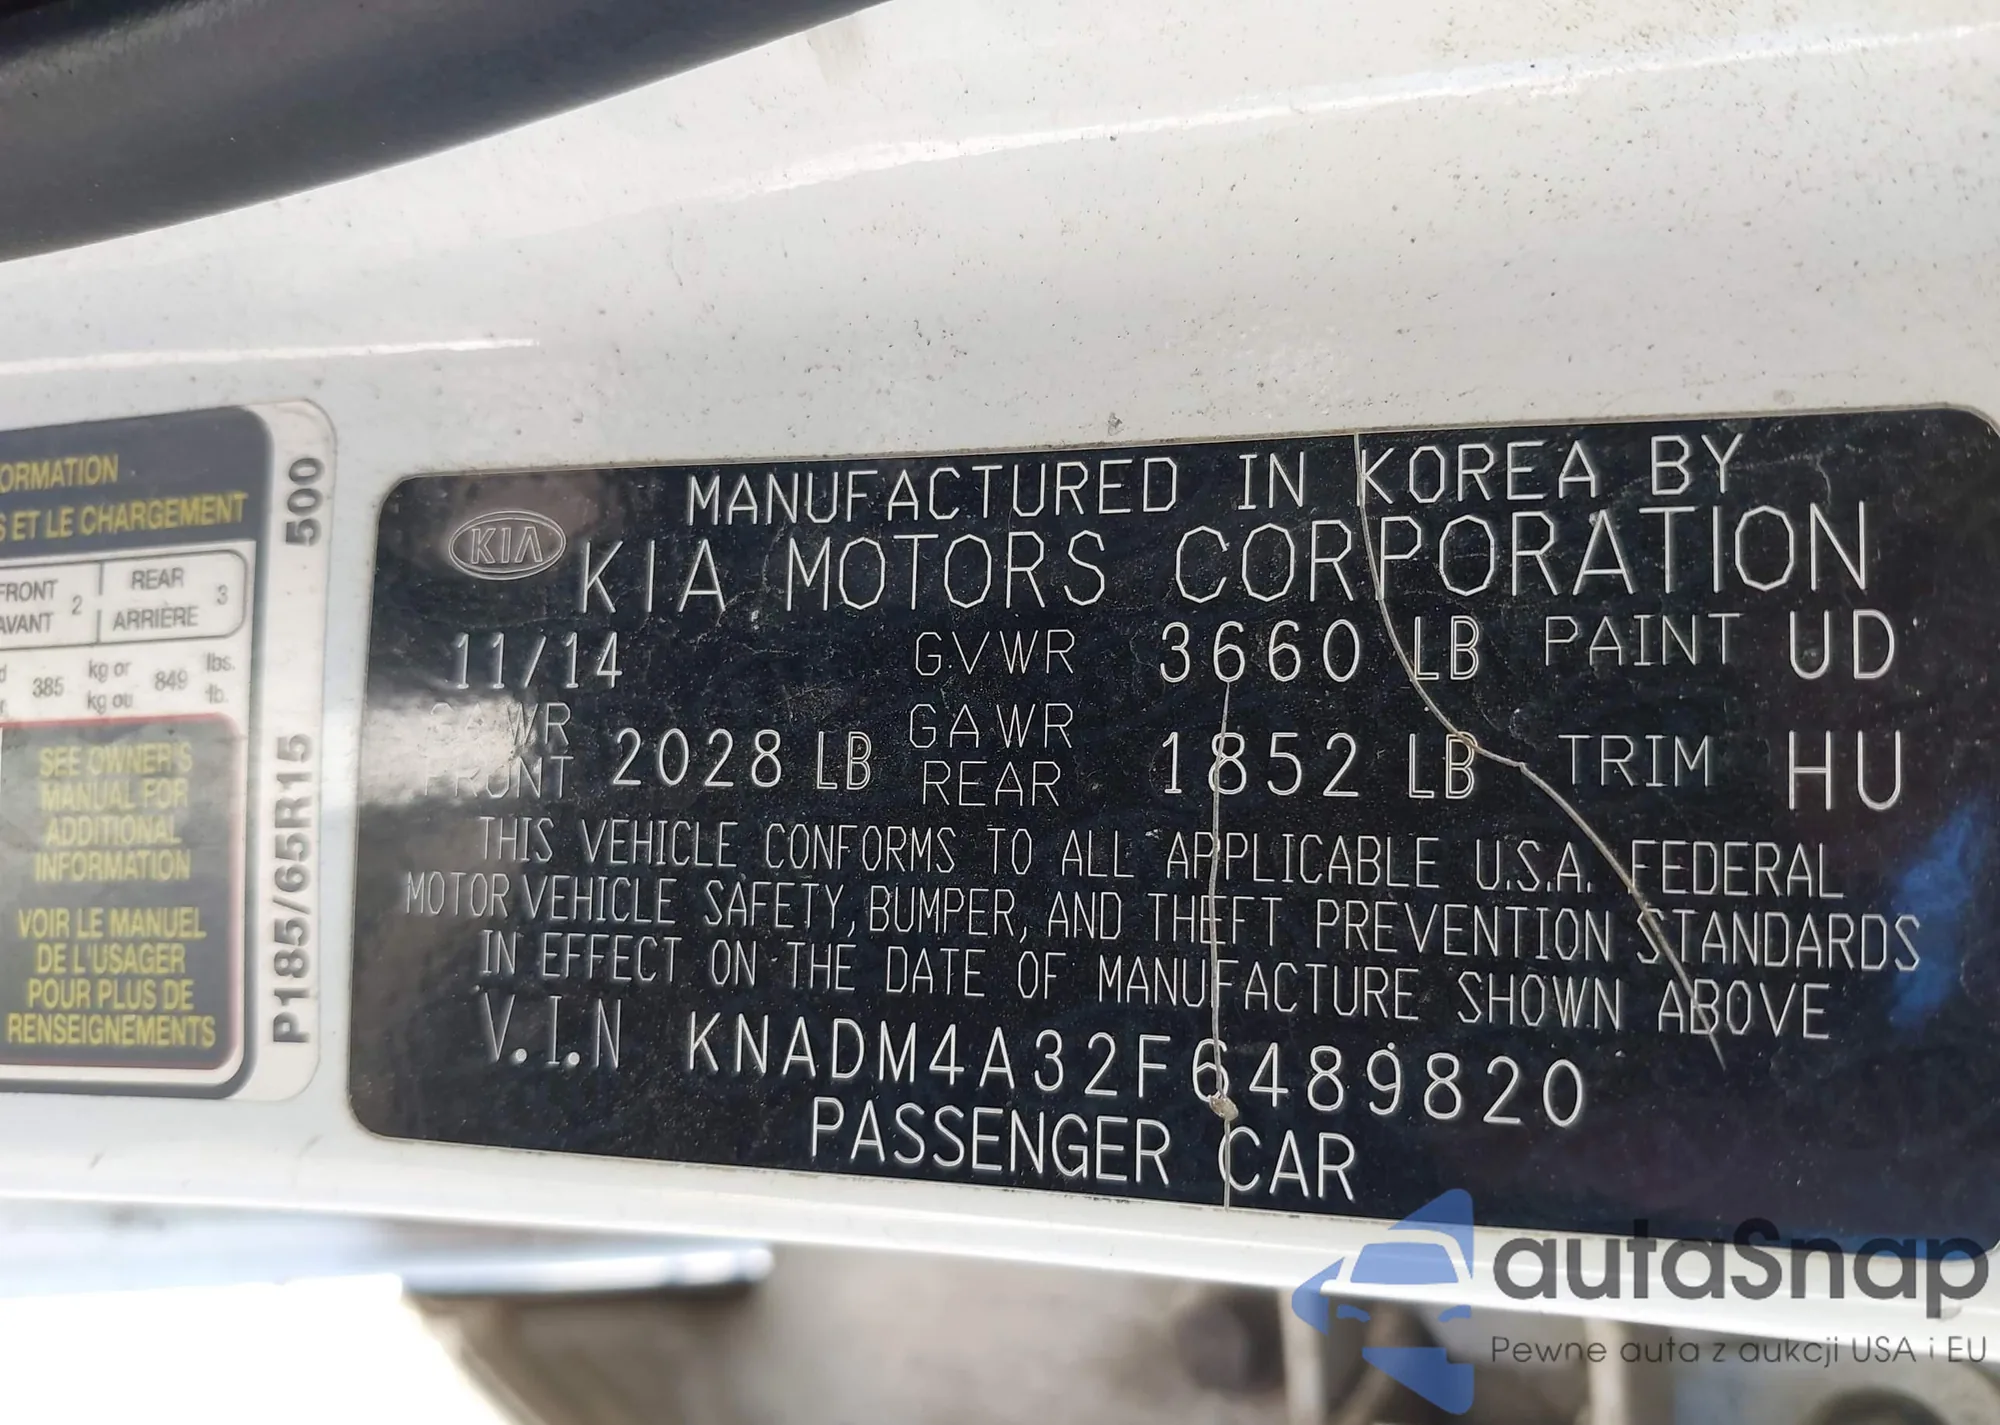 ORMATION
S ET LE CHARGEMENT
FRONT
AVANT
2
REAR
ARRIÈRE
3
385
kg or
kg ou
849
lbs.
lb.
SEE OWNER'S
MANUAL FOR
ADDITIONAL
INFORMATION
VOIR LE MANUEL
DE L'USAGER
POUR PLUS DE
RENSEIGNEMENTS
P185/65R15 500
KIA
MANUFACTURED IN KOREA BY
KIA MOTORS CORPORATION
11/14 GVWR 3660 LB PAINT UD
GAWR FRONT 2028 LB GAWR REAR 1852 LB TRIM HU
THIS VEHICLE CONFORMS TO ALL APPLICABLE U.S.A. FEDERAL
MOTOR VEHICLE SAFETY, BUMPER, AND THEFT PREVENTION STANDARDS
IN EFFECT ON THE DATE OF MANUFACTURE SHOWN ABOVE
V.I.N KNADM4A32F6489820
PASSENGER CAR
autaSnap
Pewne auta z aukcji USA i EU